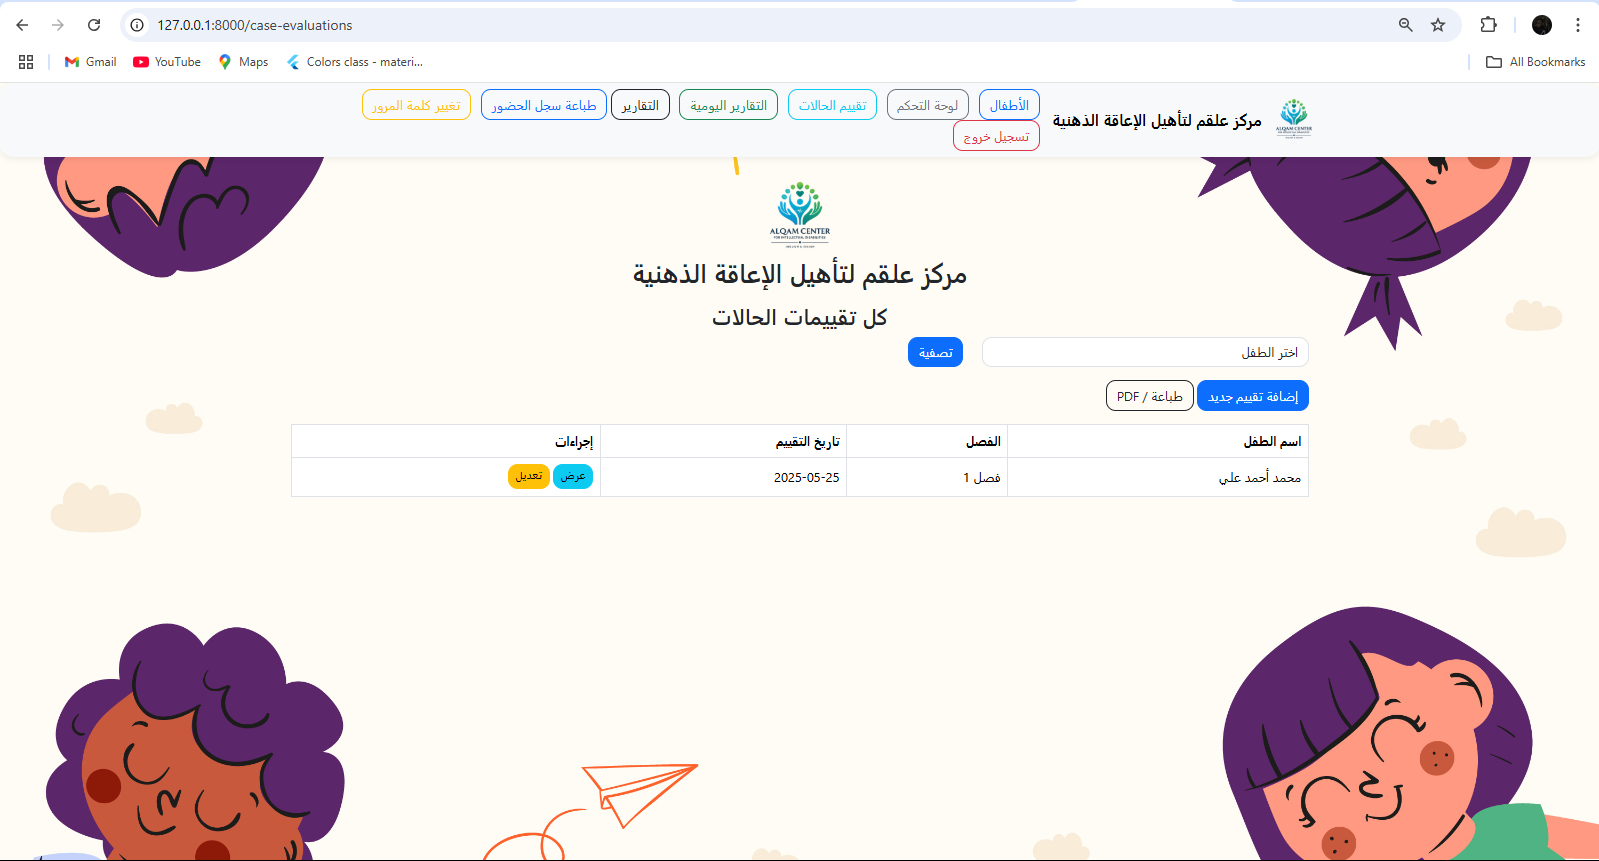 127.0.0.1:8000/case-evaluations
Gmail
YouTube
Maps
Colors class - materi...
All Bookmarks
ALQAM CENTER
مركز علقم لتأهيل الإعاقة الذهنية
الأطفال
لوحة التحكم
تقييم الحالات
التقارير اليومية
التقارير
طباعة سجل الحضور
تغيير كلمة المرور
تسجيل خروج
ALQAM CENTER
FOR INTELLECTUAL DISABILITIES
مركز علقم لتأهيل الإعاقة الذهنية
كل تقييمات الحالات
اختر الطفل
تصفية
إضافة تقييم جديد
طباعة / PDF
اسم الطفل الفصل تاريخ التقييم إجراءات
محمد أحمد علي فصل 1 2025-05-25 عرض تعديل